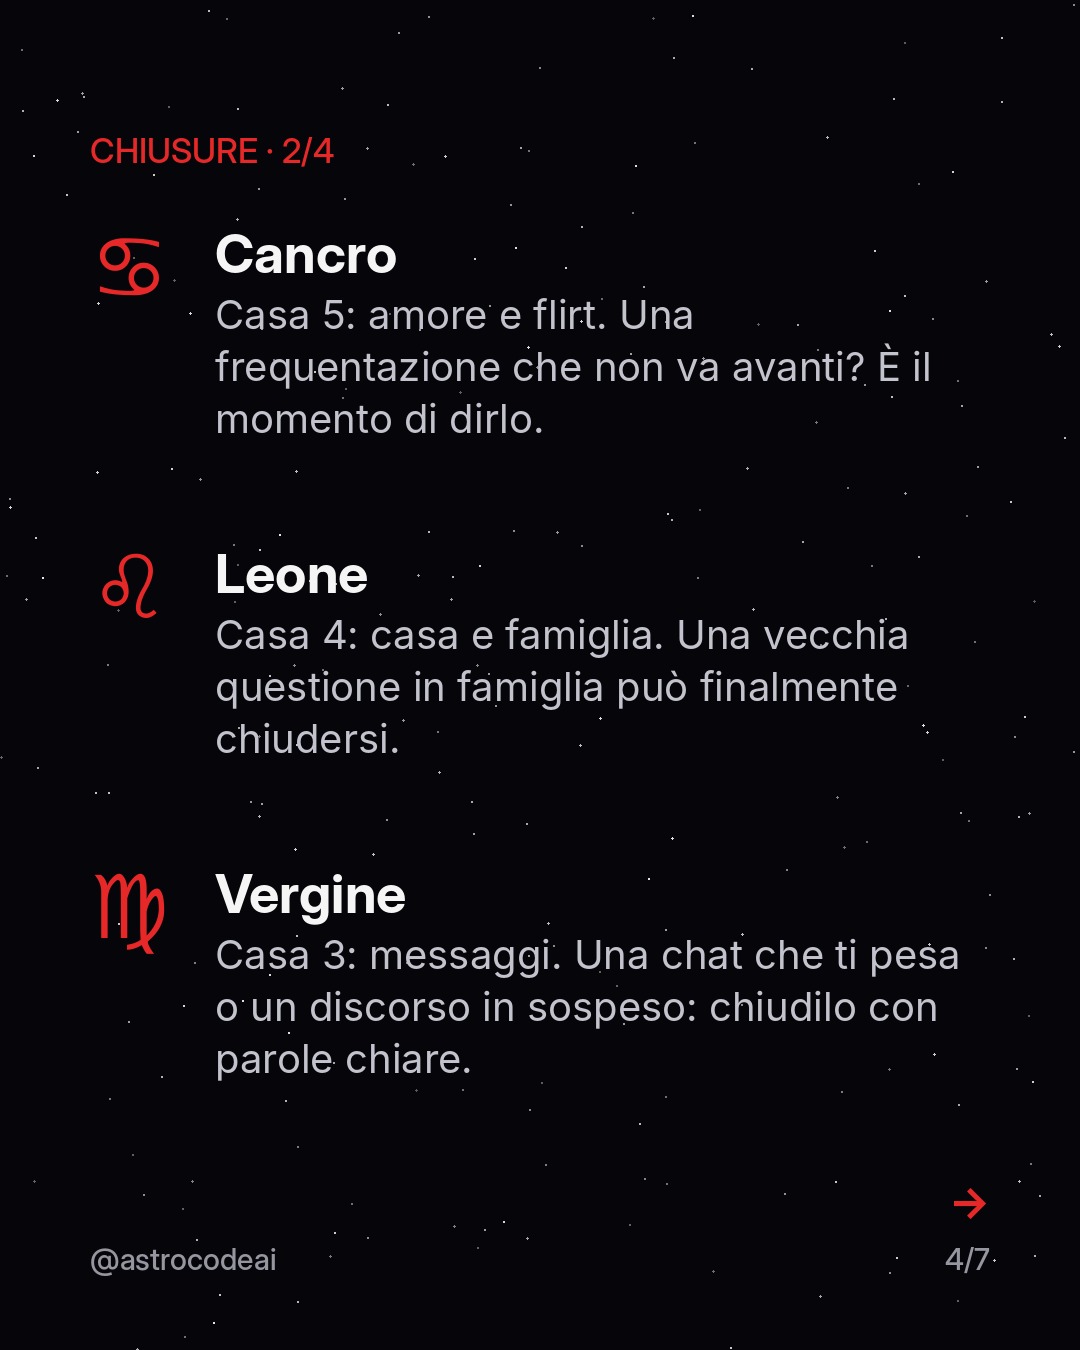 CHIUSURE · 2/4
♋ Cancro
Casa 5: amore e flirt. Una
frequentazione che non va avanti? È il
momento di dirlo.
♌ Leone
Casa 4: casa e famiglia. Una vecchia
questione in famiglia può finalmente
chiudersi.
♍ Vergine
Casa 3: messaggi. Una chat che ti pesa
o un discorso in sospeso: chiudilo con
parole chiare.
→
@astrocodeai 4/7